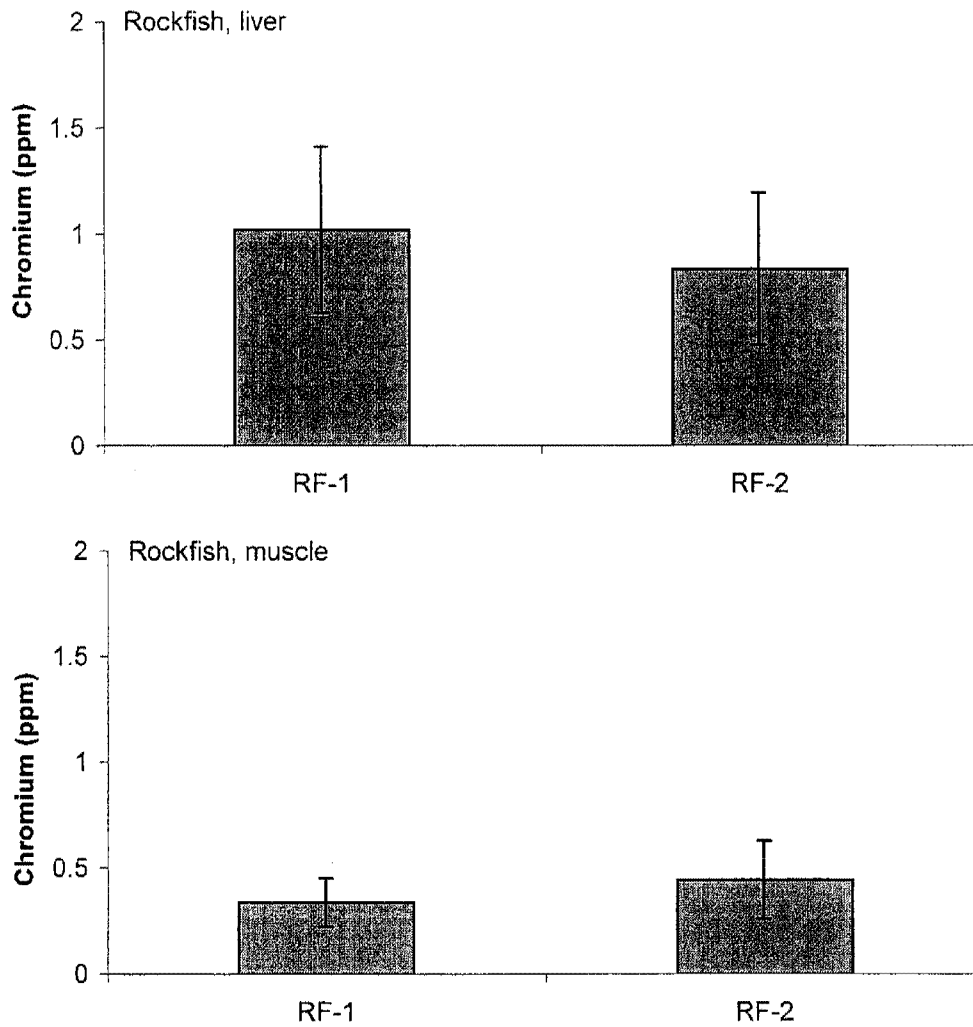 Rockfish, liver
Chromium (ppm)
2
1.5
1
0.5
0
RF-1 RF-2
Rockfish, muscle
Chromium (ppm)
2
1.5
1
0.5
0
RF-1 RF-2